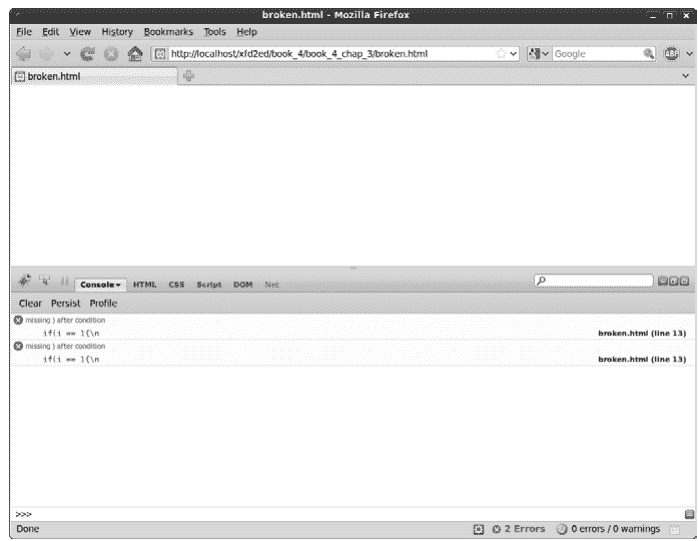 broken.html - Mozilla Firefox
File Edit View History Bookmarks Tools Help
http://localhost/xfd2ed/book_4/book_4_chap_3/broken.html Google ABP
broken.html
Console HTML CSS Script DOM Net
Clear Persist Profile
missing ) after condition
if(i == 1{\n broken.html (line 13)
missing ) after condition
if(i == 1{\n broken.html (line 13)
>>>
Done 2 Errors 0 errors / 0 warnings